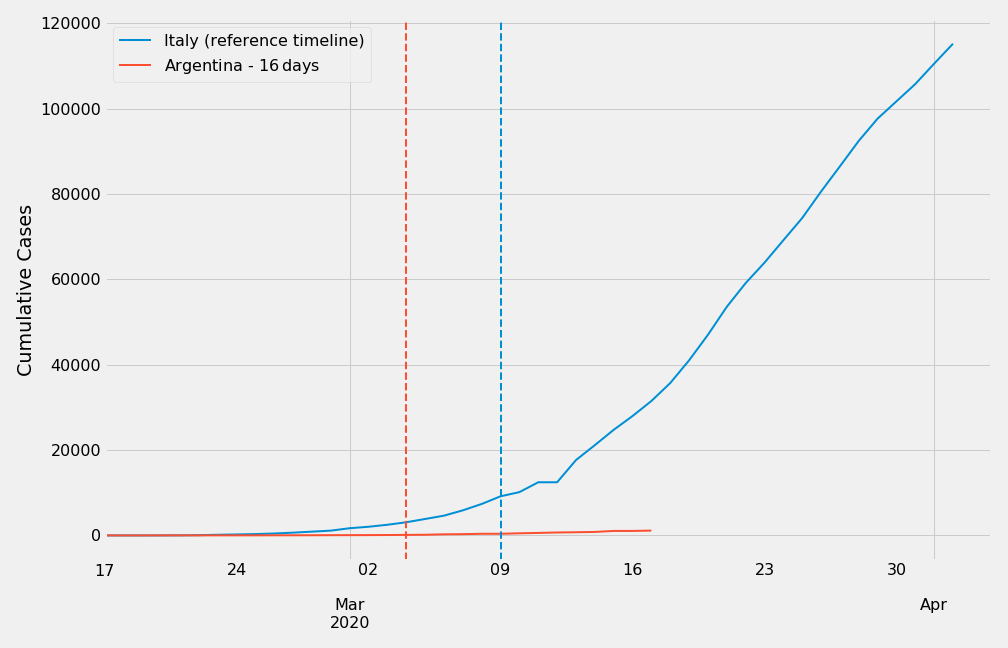 120000
Italy (reference timeline)
Argentina - 16 days
100000
80000
60000
40000
20000
0
Cumulative Cases
17 24 02 09 16 23 30
Mar Apr
2020